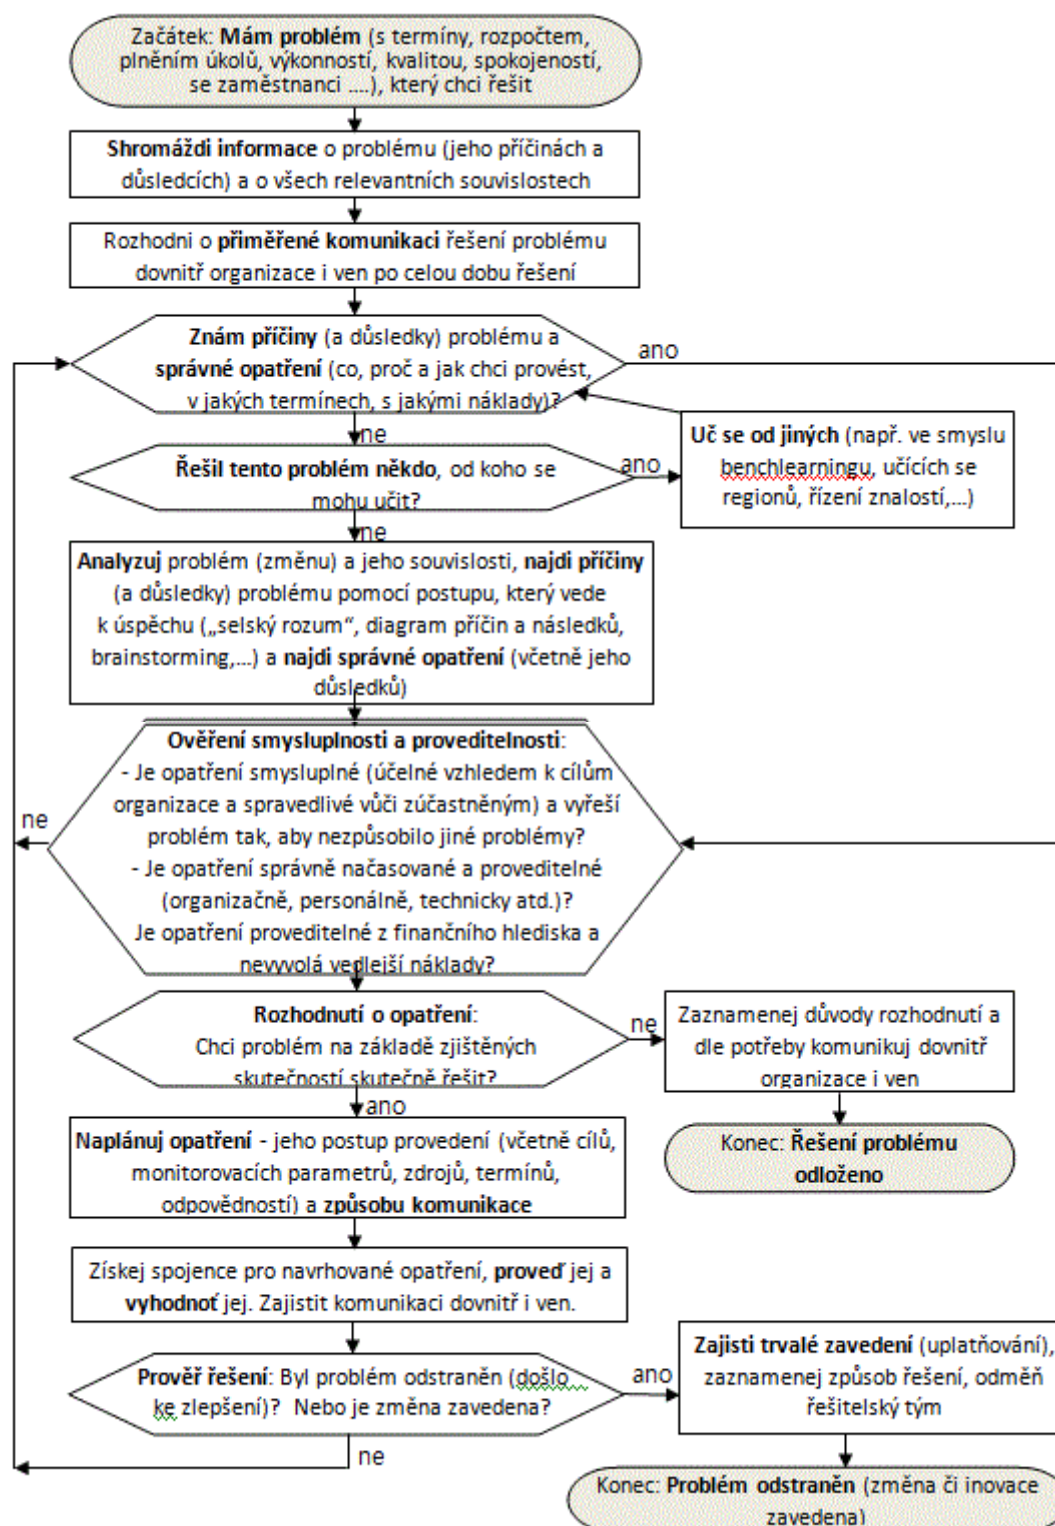 Začátek: Mám problém (s termíny, rozpočtem,
plněním úkolů, výkonností, kvalitou, spokojeností,
se zaměstnanci ....), který chci řešit
Shromáždi informace o problému (jeho příčinách a
důsledcích) a o všech relevantních souvislostech
Rozhodni o přiměřené komunikaci řešení problému
dovnitř organizace i ven po celou dobu řešení
Znám příčiny (a důsledky) problému a
správné opatření (co, proč a jak chci provést,
v jakých termínech, s jakými náklady)?
ano
ne
Řešil tento problém někdo, od koho se
mohu učit?
ano
Uč se od jiných (např. ve smyslu
benchlearningu, učících se
regionů, řízení znalostí,...)
ne
Analyzuj problém (změnu) a jeho souvislosti, najdi příčiny
(a důsledky) problému pomocí postupu, který vede
k úspěchu („selský rozum“, diagram příčin a následků,
brainstorming,...) a najdi správné opatření (včetně jeho
důsledků)
Ověření smysluplnosti a proveditelnosti:
- Je opatření smysluplné (účelné vzhledem k cílům
organizace a spravedlivé vůči zúčastněným) a vyřeší
problém tak, aby nezpůsobilo jiné problémy?
- Je opatření správně načasované a proveditelné
(organizačně, personálně, technicky atd.)?
Je opatření proveditelné z finančního hlediska a
nevyvolá vedlejší náklady?
ne
Rozhodnutí o opatření:
Chci problém na základě zjištěných
skutečností skutečně řešit?
ne
Zaznamenej důvody rozhodnutí a
dle potřeby komunikuj dovnitř
organizace i ven
Konec: Řešení problému
odloženo
ano
Naplánuj opatření - jeho postup provedení (včetně cílů,
monitorovacích parametrů, zdrojů, termínů,
odpovědností) a způsobu komunikace
Získej spojence pro navrhované opatření, proveď jej a
vyhodnoť jej. Zajistit komunikaci dovnitř i ven.
Prověř řešení: Byl problém odstraněn (došlo
ke zlepšení)? Nebo je změna zavedena?
ano
Zajisti trvalé zavedení (uplatňování),
zaznamenej způsob řešení, odměň
řešitelský tým
ne
Konec: Problém odstraněn (změna či inovace
zavedena)